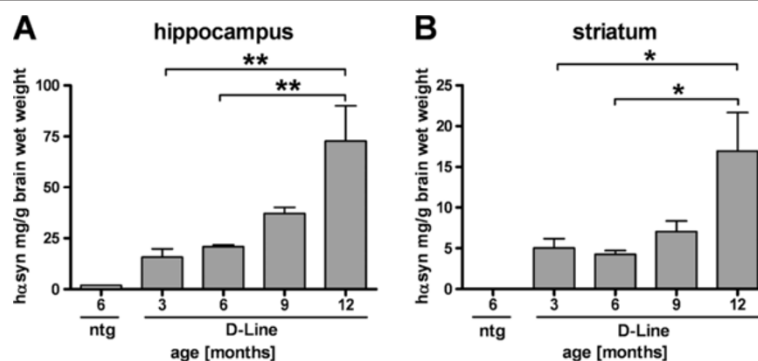 A hippocampus
hαsyn mg/g brain wet weight
100
75
50
25
0
** 
**
6 3 6 9 12
ntg D-Line
age [months]
B striatum
hαsyn mg/g brain wet weight
25
20
15
10
5
0
*
*
6 3 6 9 12
ntg D-Line
age [months]